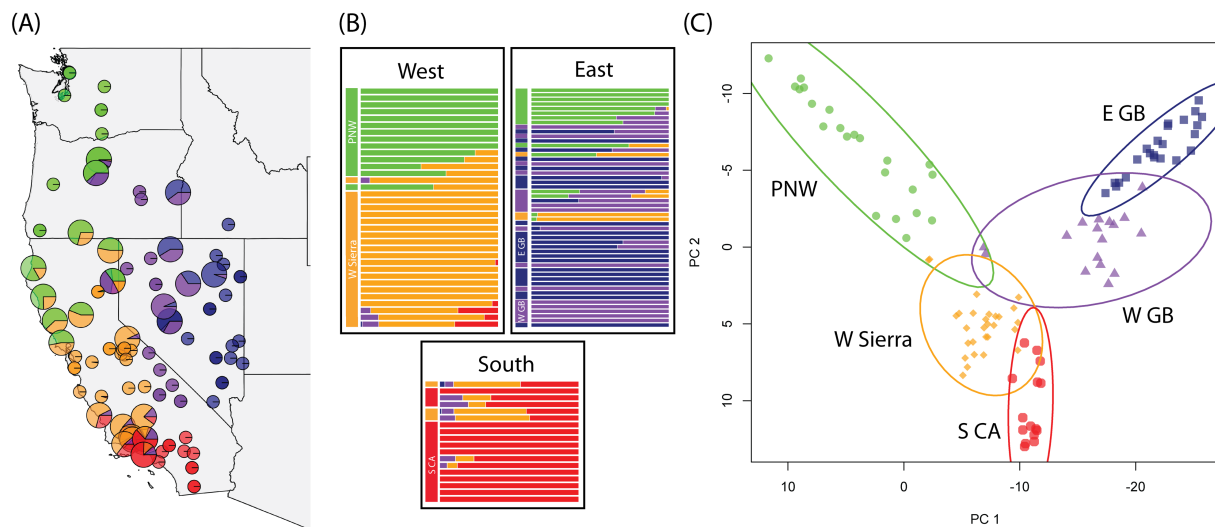 (A)
(B)
(C)
West
PNW
W Sierra
East
E GB
W GB
South
S CA
PNW
E GB
W GB
W Sierra
S CA
PC 2
-10
-5
0
5
10
10
0
-10
-20
PC 1